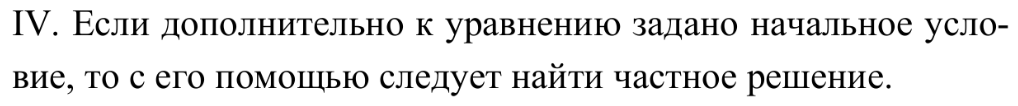 IV. Если дополнительно к уравнению задано начальное усло-
вие, то с его помощью следует найти частное решение.